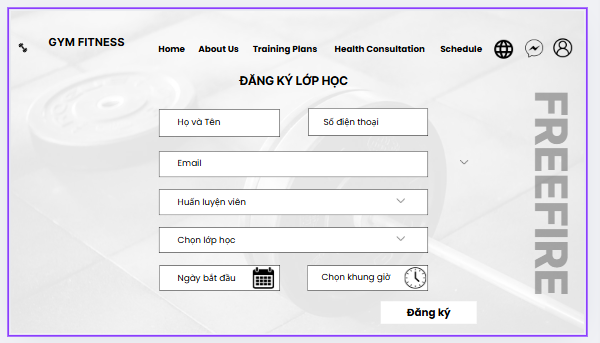 GYM FITNESS
Home About Us Training Plans Health Consultation Schedule
ĐĂNG KÝ LỚP HỌC
Họ và Tên Số điện thoại
Email
Huấn luyện viên
Chọn lớp học
Ngày bắt đầu Chọn khung giờ
Đăng ký
FREEFIRE